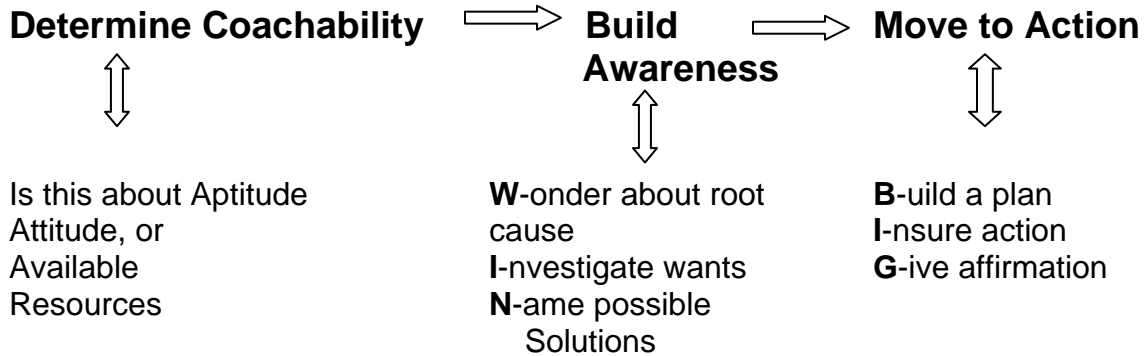 Determine Coachability
Build
Awareness
Move to Action
Is this about Aptitude
Attitude, or
Available
Resources
W-onder about root
cause
I-nvestigate wants
N-ame possible
Solutions
B-uild a plan
I-nsure action
G-ive affirmation